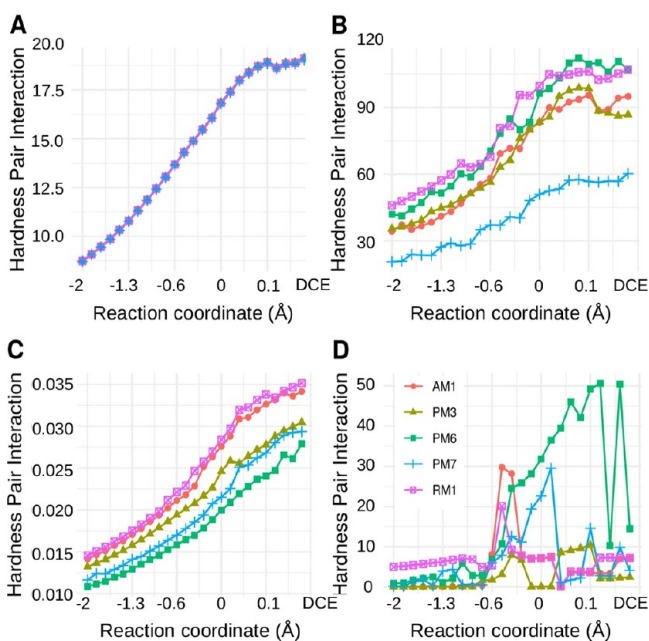 A
Hardness Pair Interaction
20.0
17.5
15.0
12.5
10.0
-2 -1.3 -0.6 0 0.1 DCE
Reaction coordinate (Å)
B
Hardness Pair Interaction
120
90
60
30
-2 -1.3 -0.6 0 0.1 DCE
Reaction coordinate (Å)
C
Hardness Pair Interaction
0.035
0.030
0.025
0.020
0.015
0.010
-2 -1.3 -0.6 0 0.1 DCE
Reaction coordinate (Å)
D
Hardness Pair Interaction
50
40
30
20
10
0
AM1
PM3
PM6
PM7
RM1
-2 -1.3 -0.6 0 0.1 DCE
Reaction coordinate (Å)